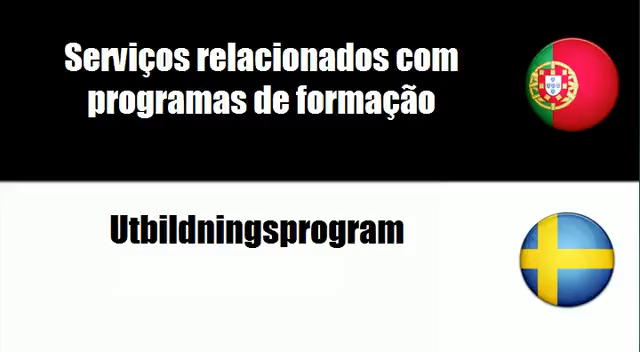 Serviços relacionados com
programas de formação
Utbildningsprogram